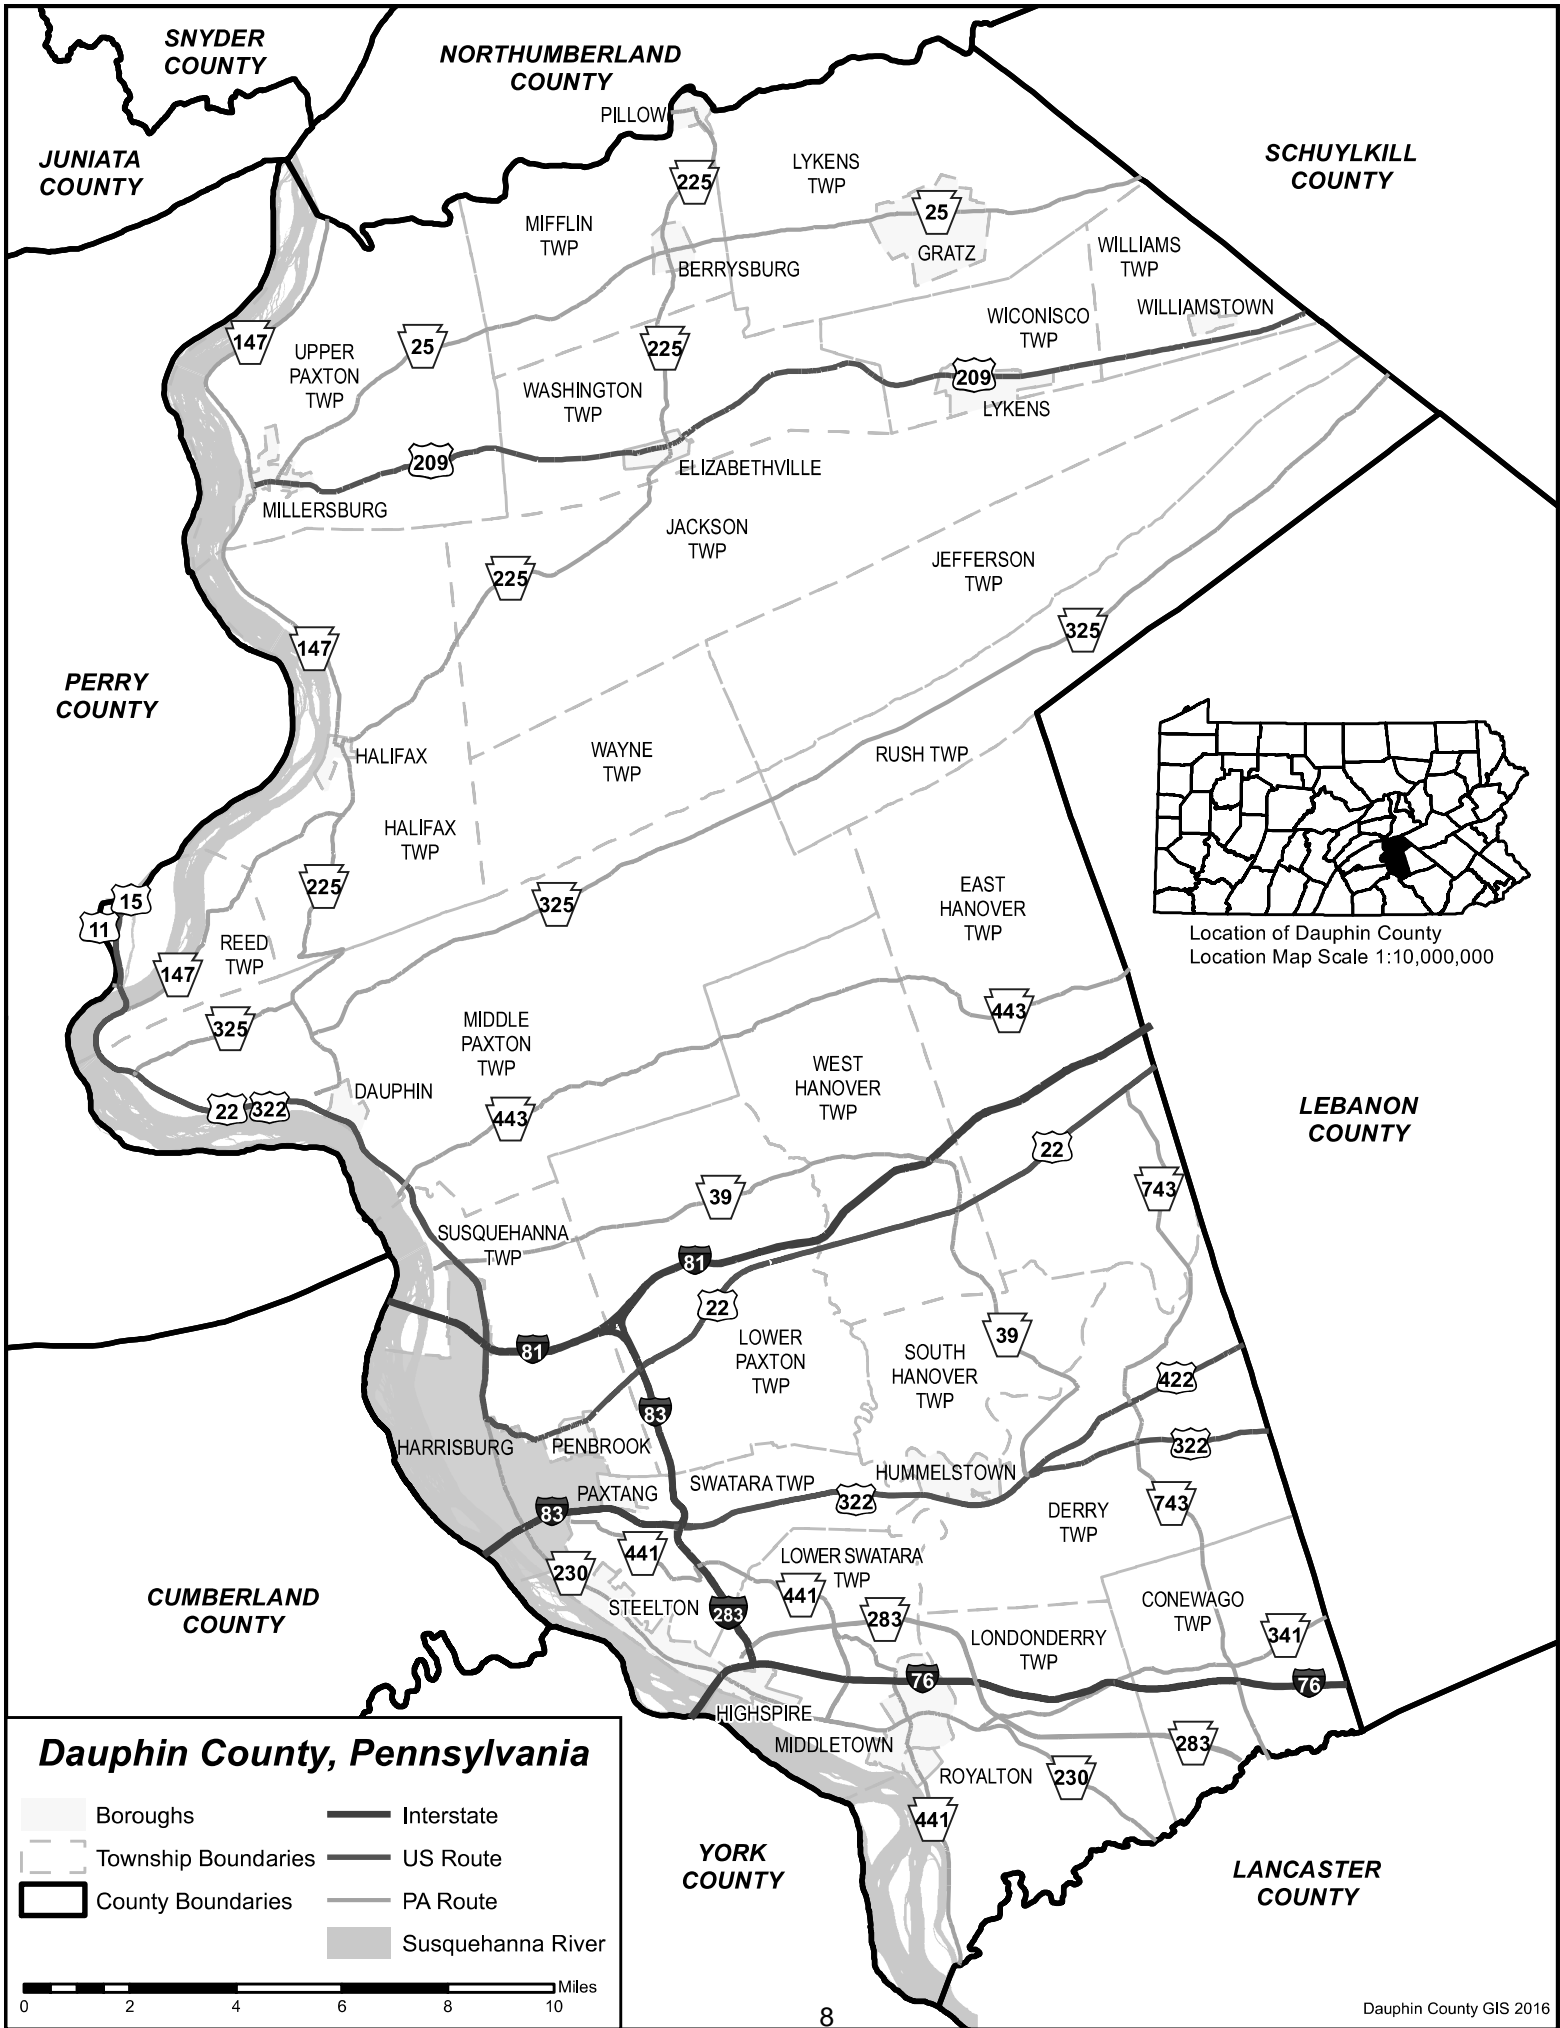 SNYDER
COUNTY
NORTHUMBERLAND
COUNTY
PILLOW
JUNIATA
COUNTY
SCHUYLKILL
COUNTY
LYKENS
TWP
225
25
MIFFLIN
TWP
GRATZ
BERRYSBURG
WILLIAMS
TWP
WILLIAMSTOWN
WICONISCO
TWP
147
UPPER
PAXTON
TWP
25
225
WASHINGTON
TWP
209
LYKENS
209
ELIZABETHVILLE
MILLERSBURG
JACKSON
TWP
225
JEFFERSON
TWP
325
147
PERRY
COUNTY
HALIFAX
WAYNE
TWP
RUSH TWP
HALIFAX
TWP
225
325
EAST
HANOVER
TWP
15
11
REED
TWP
147
325
Location of Dauphin County
Location Map Scale 1:10,000,000
443
MIDDLE
PAXTON
TWP
WEST
HANOVER
TWP
DAUPHIN
22
322
443
22
LEBANON
COUNTY
39
743
SUSQUEHANNA
TWP
81
22
81
LOWER
PAXTON
TWP
39
SOUTH
HANOVER
TWP
422
83
322
HARRISBURG
PENBROOK
SWATARA TWP
HUMMELSTOWN
PAXTANG
322
83
743
DERRY
TWP
441
230
LOWER SWATARA
TWP
441
STEELTON
283
283
CONEWAGO
TWP
341
LONDONDERRY
TWP
76
76
CUMBERLAND
COUNTY
HIGHSPIRE
MIDDLETOWN
283
ROYALTON
230
441
YORK
COUNTY
LANCASTER
COUNTY
Dauphin County, Pennsylvania
Boroughs
Township Boundaries
County Boundaries
Interstate
US Route
PA Route
Susquehanna River
Miles
0 2 4 6 8 10
8
Dauphin County GIS 2016